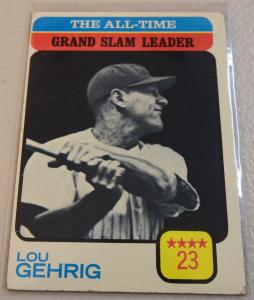 THE ALL-TIME
GRAND SLAM LEADER
LOU
GEHRIG
★★★★
23